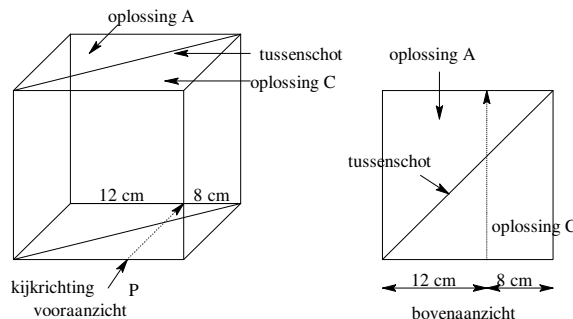 oplossing A
tussenschot
oplossing C
12 cm
8 cm
kijkrichting
P
vooraanzicht
oplossing A
tussenschot
oplossing C
12 cm
8 cm
bovenaanzicht